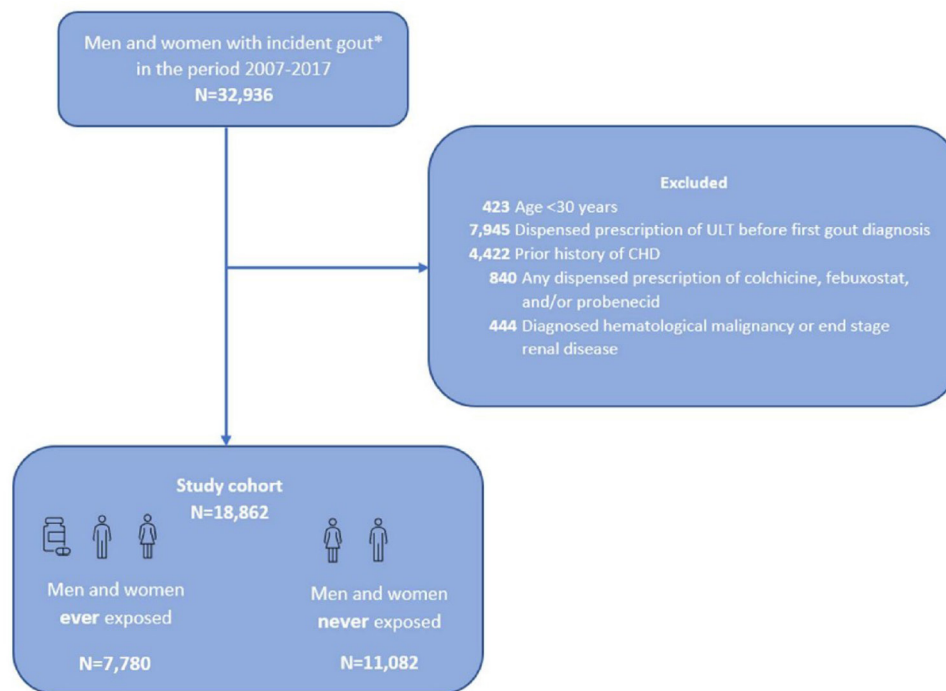 Men and women with incident gout*
in the period 2007-2017
N=32,936
Excluded
423 Age <30 years
7,945 Dispensed prescription of ULT before first gout diagnosis
4,422 Prior history of CHD
840 Any dispensed prescription of colchicine, febuxostat,
and/or probenecid
444 Diagnosed hematological malignancy or end stage
renal disease
Study cohort
N=18,862
Men and women
ever exposed
N=7,780
Men and women
never exposed
N=11,082